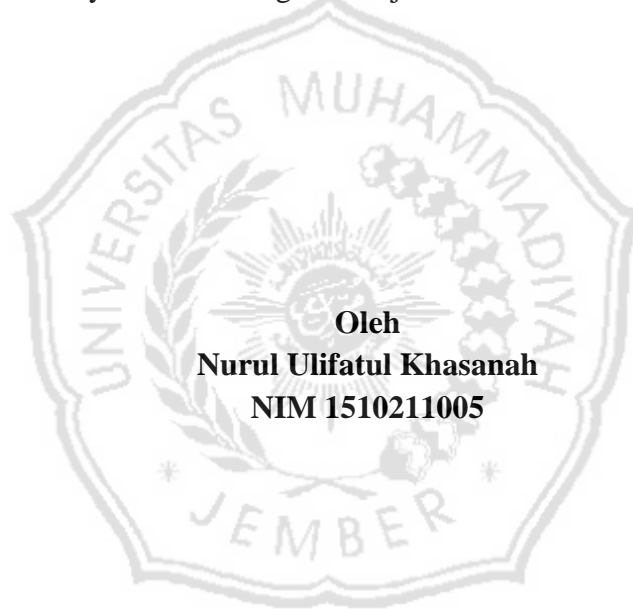 Oleh
Nurul Ulifatul Khasanah
NIM 1510211005
UNIVERSITAS MUHAMMADIYAH
* JEMBER *